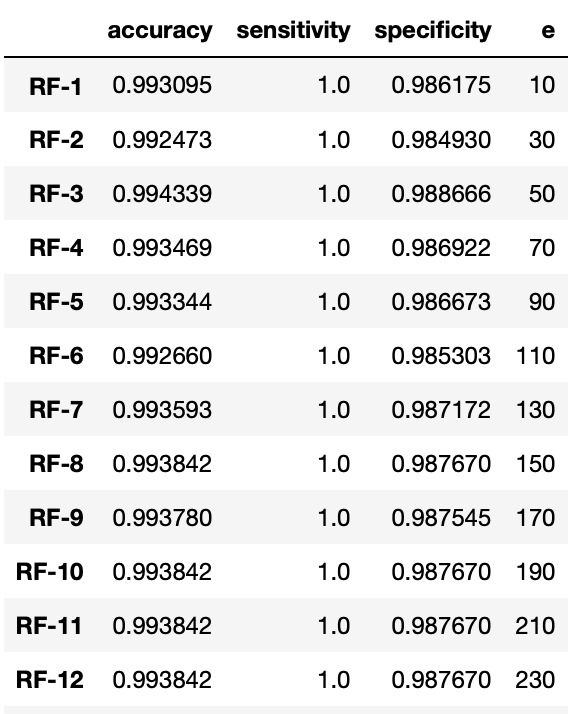 accuracy sensitivity specificity e
RF-1 0.993095 1.0 0.986175 10
RF-2 0.992473 1.0 0.984930 30
RF-3 0.994339 1.0 0.988666 50
RF-4 0.993469 1.0 0.986922 70
RF-5 0.993344 1.0 0.986673 90
RF-6 0.992660 1.0 0.985303 110
RF-7 0.993593 1.0 0.987172 130
RF-8 0.993842 1.0 0.987670 150
RF-9 0.993780 1.0 0.987545 170
RF-10 0.993842 1.0 0.987670 190
RF-11 0.993842 1.0 0.987670 210
RF-12 0.993842 1.0 0.987670 230